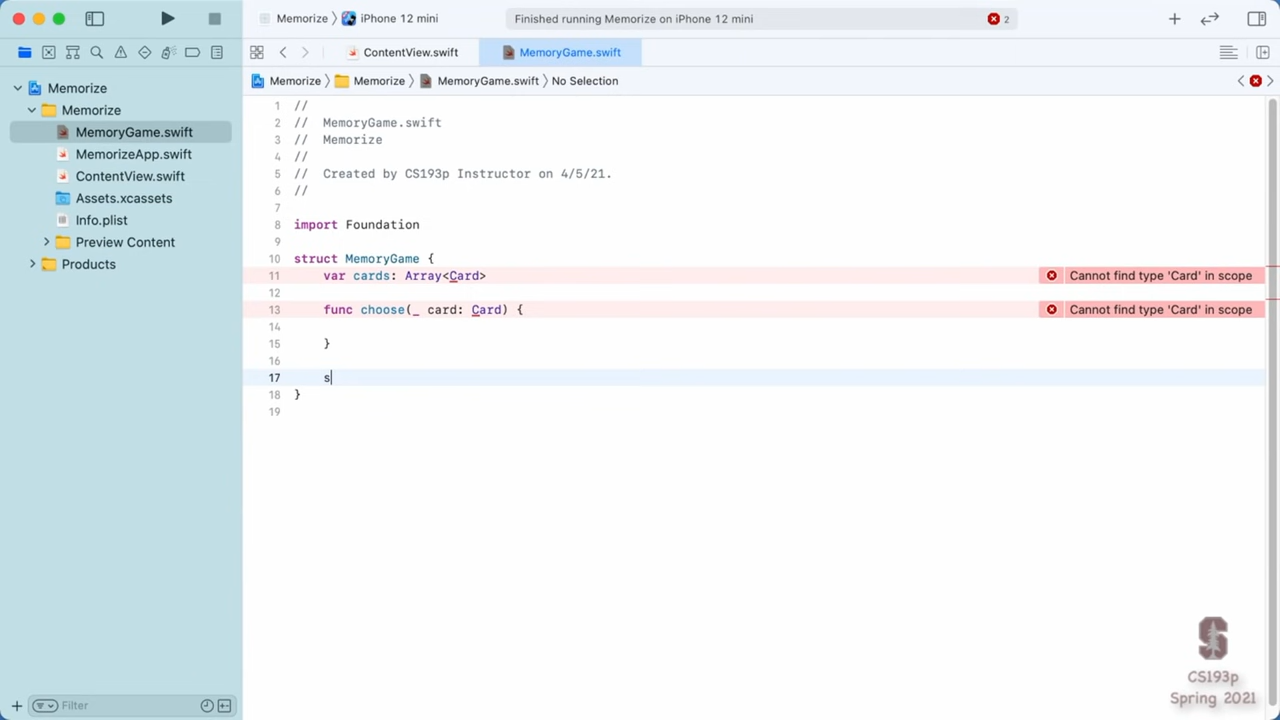 Memorize iPhone 12 mini Finished running Memorize on iPhone 12 mini 2
ContentView.swift MemoryGame.swift
Memorize Memorize MemoryGame.swift No Selection
Memorize
Memorize
MemoryGame.swift
MemorizeApp.swift
ContentView.swift
Assets.xcassets
Info.plist
Preview Content
Products
Filter
1 //
2 //  MemoryGame.swift
3 //  Memorize
4 //
5 //  Created by CS193p Instructor on 4/5/21.
6 //
7
8 import Foundation
9
10 struct MemoryGame {
11     var cards: Array<Card> Cannot find type 'Card' in scope
12
13     func choose(_ card: Card) { Cannot find type 'Card' in scope
14
15     }
16
17     s
18 }
19
S
CS193p
Spring 2021